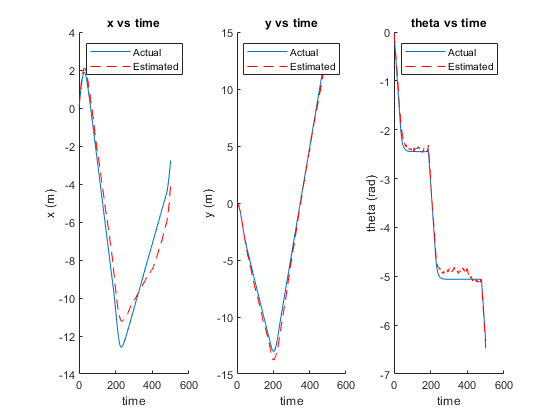 x vs time
Actual
Estimated
4
2
0
-2
-4
-6
-8
-10
-12
-14
x (m)
0
200
400
600
time
y vs time
Actual
Estimated
15
10
5
0
-5
-10
-15
y (m)
0
200
400
600
time
theta vs time
Actual
Estimated
0
-1
-2
-3
-4
-5
-6
-7
theta (rad)
0
200
400
600
time